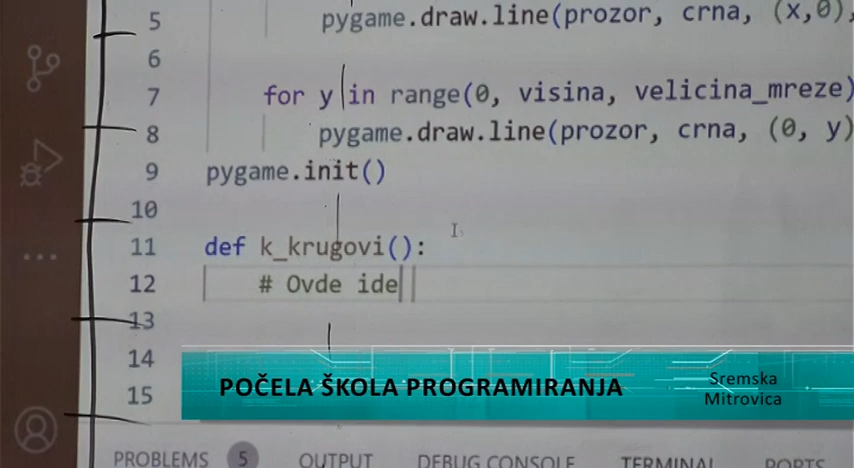 5 pygame.draw.line(prozor, crna, (x,0),
6
7 for y in range(0, visina, velicina_mreze)
8 pygame.draw.line(prozor, crna, (0, y)
9 pygame.init()
10
11 def k_krugovi():
12 # Ovde ide
13
14
15
POČELA ŠKOLA PROGRAMIRANJA
Sremska
Mitrovica
PROBLEMS 5 OUTPUT DEBUG CONSOLE TERMINAL PORTS